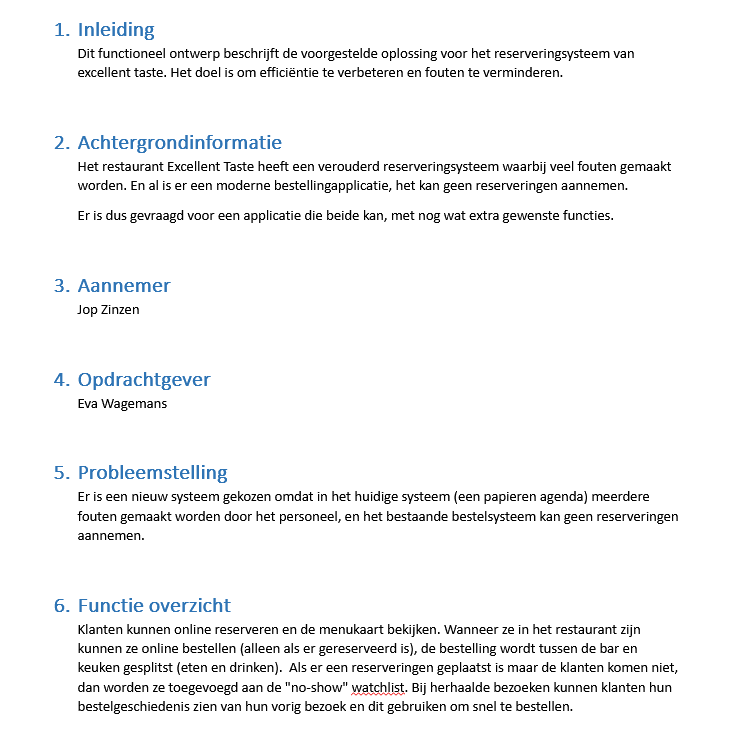 1. Inleiding
Dit functioneel ontwerp beschrijft de voorgestelde oplossing voor het reserveringsysteem van
excellent taste. Het doel is om efficiëntie te verbeteren en fouten te verminderen.
2. Achtergrondinformatie
Het restaurant Excellent Taste heeft een verouderd reserveringsysteem waarbij veel fouten gemaakt
worden. En al is er een moderne bestellingapplicatie, het kan geen reserveringen aannemen.
Er is dus gevraagd voor een applicatie die beide kan, met nog wat extra gewenste functies.
3. Aannemer
Jop Zinzen
4. Opdrachtgever
Eva Wagemans
5. Probleemstelling
Er is een nieuw systeem gekozen omdat in het huidige systeem (een papieren agenda) meerdere
fouten gemaakt worden door het personeel, en het bestaande bestelsysteem kan geen reserveringen
aannemen.
6. Functie overzicht
Klanten kunnen online reserveren en de menukaart bekijken. Wanneer ze in het restaurant zijn
kunnen ze online bestellen (alleen als er gereserveerd is), de bestelling wordt tussen de bar en
keuken gesplitst (eten en drinken).  Als er een reserveringen geplaatst is maar de klanten komen niet,
dan worden ze toegevoegd aan de "no-show" watchlist. Bij herhaalde bezoeken kunnen klanten hun
bestelgeschiedenis zien van hun vorig bezoek en dit gebruiken om snel te bestellen.